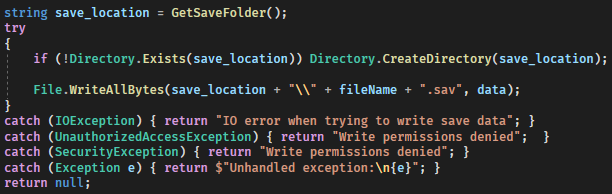 string save_location = GetSaveFolder();
try
{
    if (!Directory.Exists(save_location)) Directory.CreateDirectory(save_location);
    File.WriteAllBytes(save_location + "\\" + fileName + ".sav", data);
}
catch (IOException) { return "IO error when trying to write save data"; }
catch (UnauthorizedAccessException) { return "Write permissions denied";  }
catch (SecurityException) { return "Write permissions denied"; }
catch (Exception e) { return $"Unhandled exception:\n{e}"; }
return null;